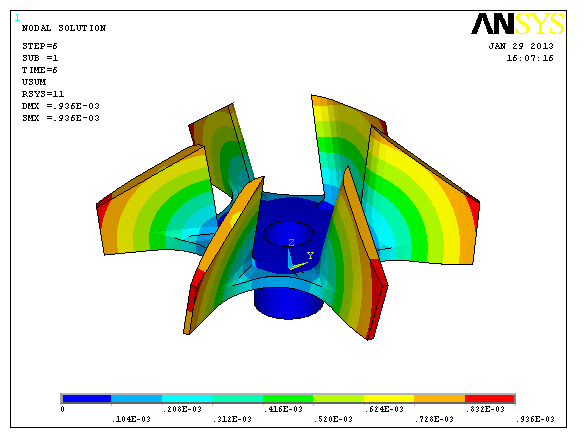 1
ANSYS
NODAL SOLUTION
JAN 29 2013
16:07:16
STEP=6
SUB =1
TIME=6
USUM
RSYS=11
DMX =.936E-03
SMX =.936E-03
Z
Y
0 .208E-03 .416E-03 .624E-03 .832E-03
.104E-03 .312E-03 .520E-03 .728E-03 .936E-03